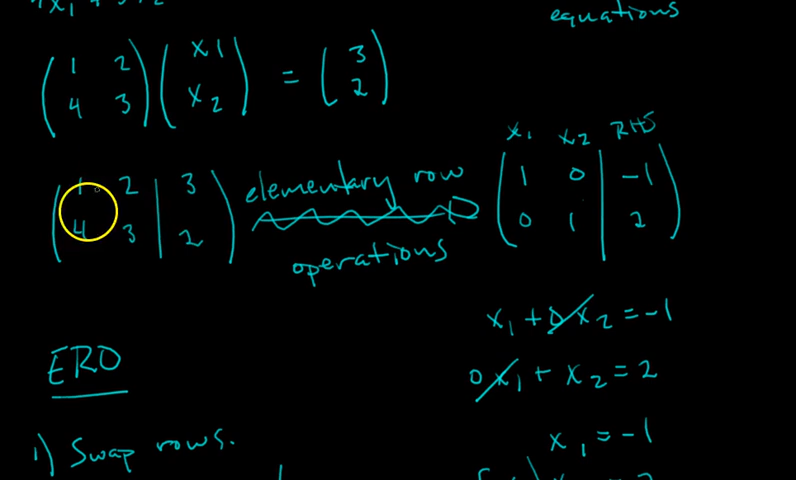 equations
( 1 2 ) ( x1 ) = ( 3 )
( 4 3 ) ( x2 ) ( 2 )
x1 x2 RHS
( 1 2 | 3 ) elementary row ( 1 0 | -1 )
( 4 3 | 2 ) operations ( 0 1 | 2 )
x1 + 0x2 = -1
0x1 + x2 = 2
ERO
x1 = -1
1) Swap rows.